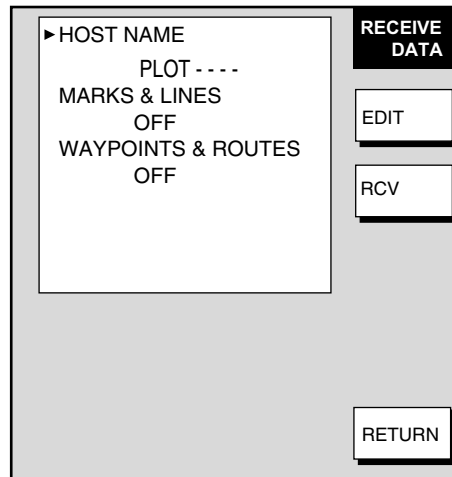 ►HOST NAME
PLOT - - - -
MARKS & LINES
OFF
WAYPOINTS & ROUTES
OFF
RECEIVE
DATA
EDIT
RCV
RETURN